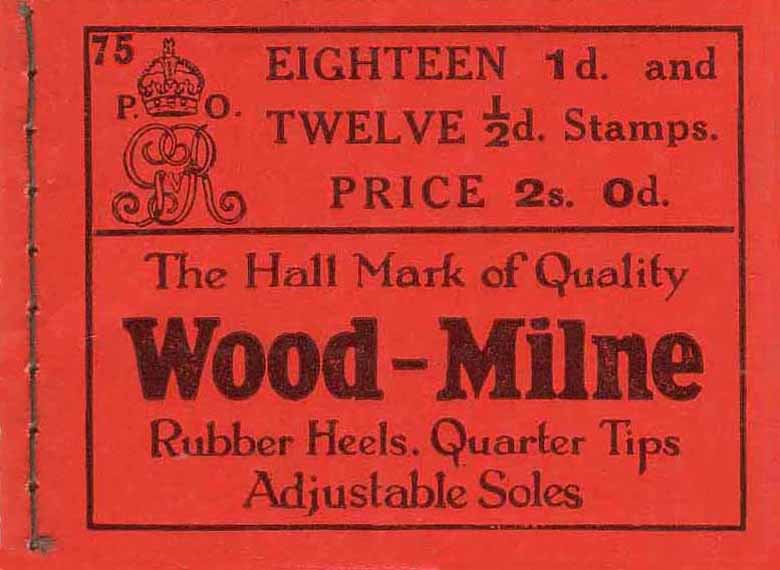 75
P. O.
GVR
EIGHTEEN 1d. and
TWELVE ½d. Stamps.
PRICE 2s. 0d.
The Hall Mark of Quality
Wood-Milne
Rubber Heels. Quarter Tips
Adjustable Soles